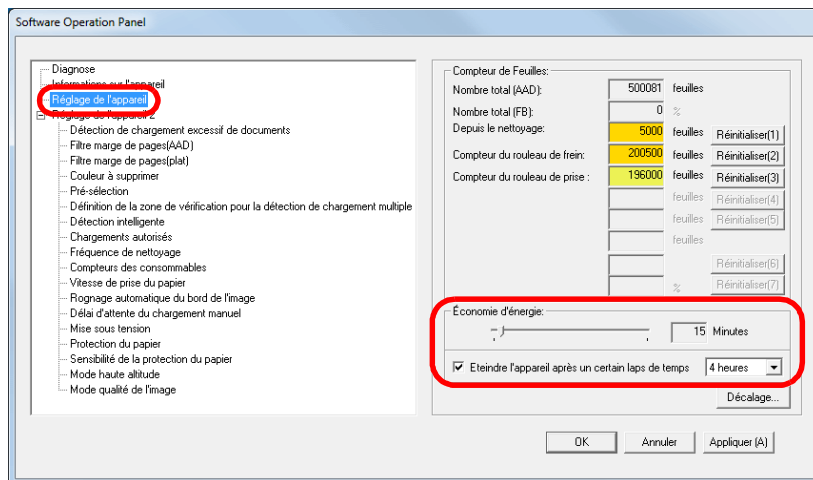 Software Operation Panel
Diagnose
Informations sur l'appareil
Réglage de l'appareil
Réglage de l'appareil 2
Détection de chargement excessif de documents
Filtre marge de pages(AAD)
Filtre marge de pages(plat)
Couleur à supprimer
Pré-sélection
Définition de la zone de vérification pour la détection de chargement multiple
Détection intelligente
Chargements autorisés
Fréquence de nettoyage
Compteurs des consommables
Vitesse de prise du papier
Rognage automatique du bord de l'image
Délai d'attente du chargement manuel
Mise sous tension
Protection du papier
Sensibilité de la protection du papier
Mode haute altitude
Mode qualité de l'image
Compteur de Feuilles:
Nombre total (AAD): 500081 feuilles
Nombre total (FB): 0 %
Depuis le nettoyage: 5000 feuilles Réinitialiser(1)
Compteur du rouleau de frein: 200500 feuilles Réinitialiser(2)
Compteur du rouleau de prise : 196000 feuilles Réinitialiser(3)
feuilles Réinitialiser(4)
feuilles Réinitialiser(5)
feuilles
Réinitialiser(6)
% Réinitialiser(7)
Économie d'énergie:
15 Minutes
Eteindre l'appareil après un certain laps de temps 4 heures
Décalage...
OK Annuler Appliquer (A)